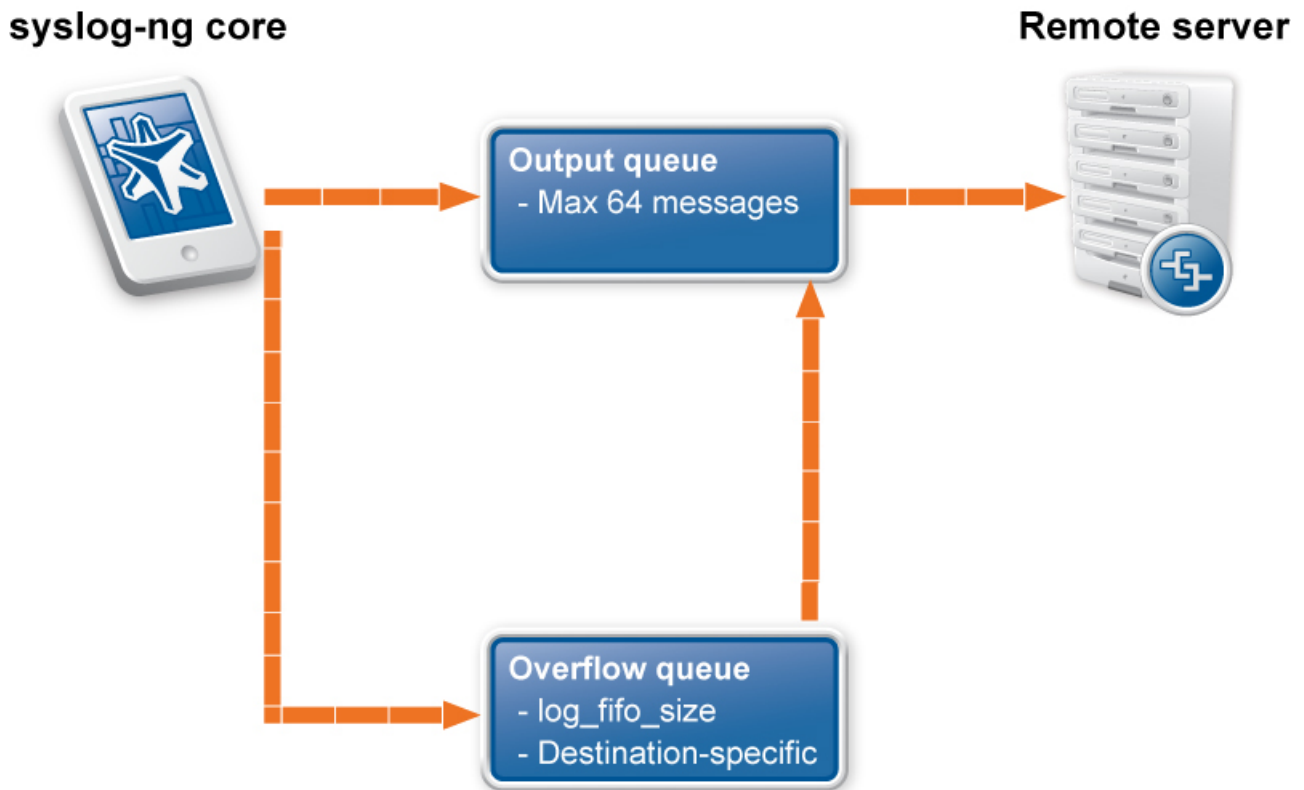 syslog-ng core
Remote server
Output queue
- Max 64 messages
Overflow queue
- log_fifo_size
- Destination-specific